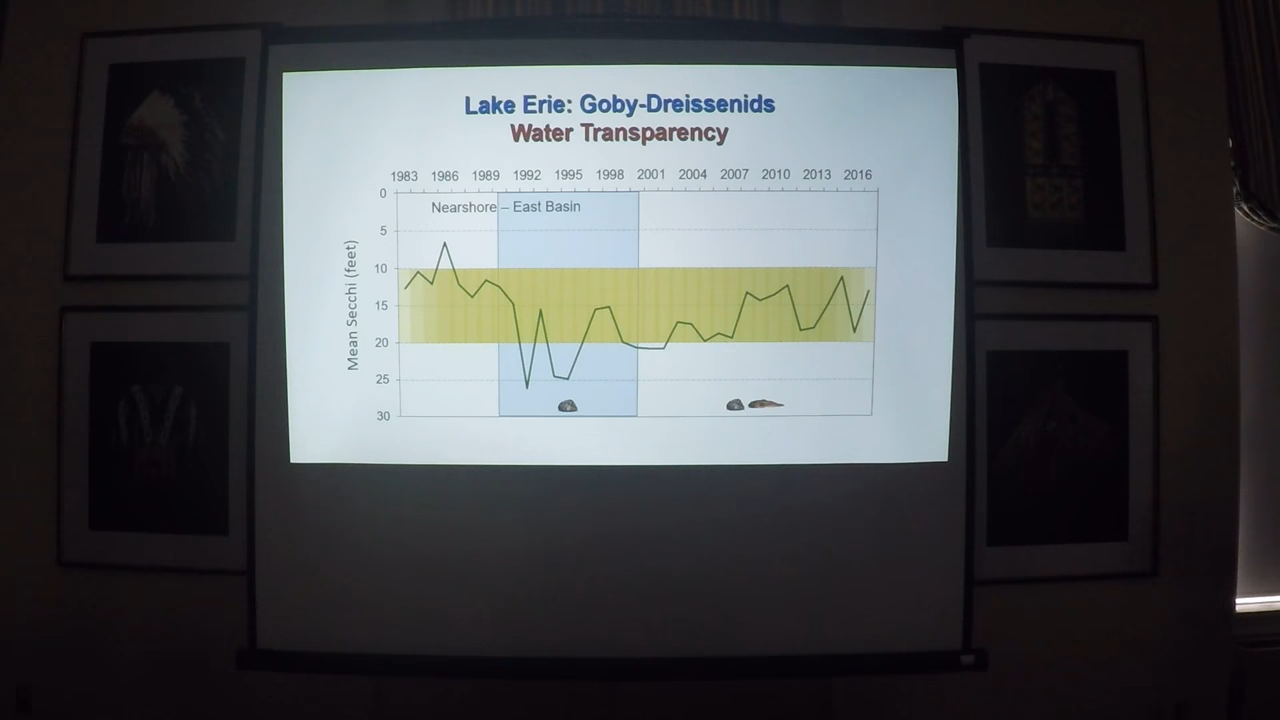 Lake Erie: Goby-Dreissenids
Water Transparency
1983 1986 1989 1992 1995 1998 2001 2004 2007 2010 2013 2016
Nearshore – East Basin
Mean Secchi (feet)
0
5
10
15
20
25
30